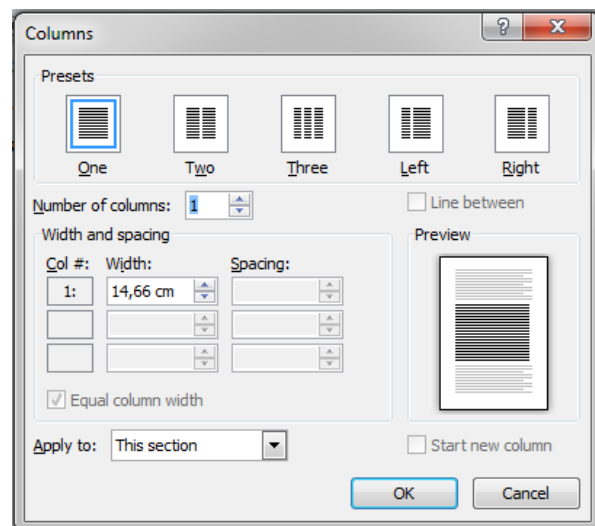 Columns
Presets
One Two Three Left Right
Number of columns: 1 Line between
Width and spacing Preview
Col #: Width: Spacing:
1: 14,66 cm
Equal column width
Apply to: This section Start new column
OK Cancel